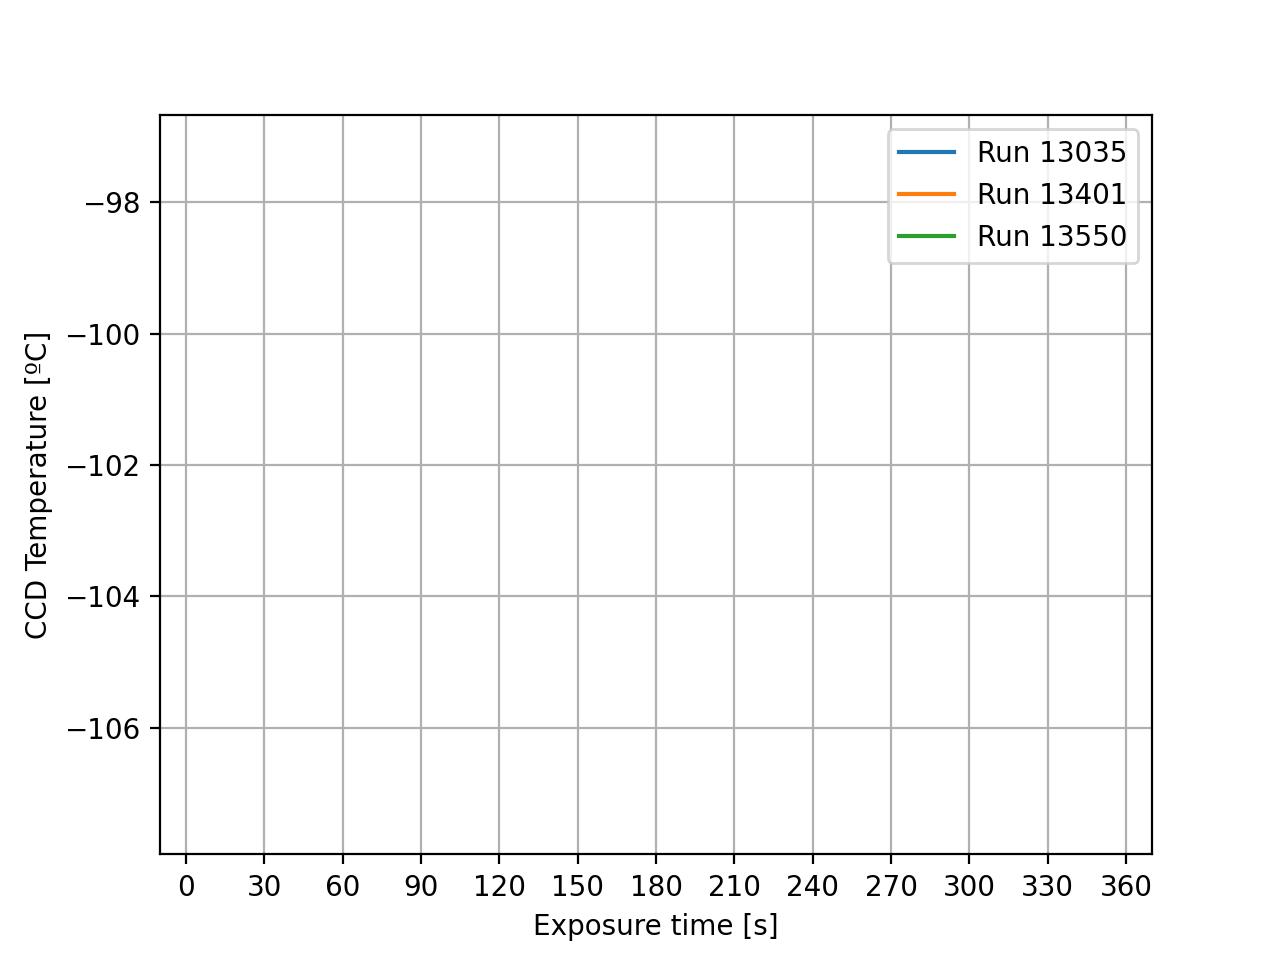 Run 13035
Run 13401
Run 13550
−98
−100
−102
−104
−106
CCD Temperature [ºC]
0 30 60 90 120 150 180 210 240 270 300 330 360
Exposure time [s]